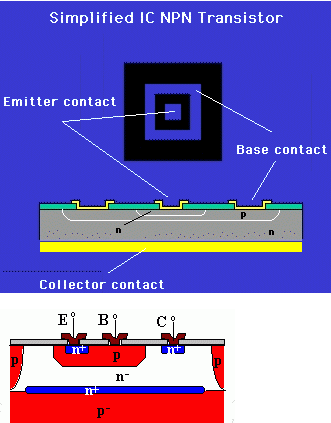 Simplified IC NPN Transistor
Emitter contact
Base contact
p
n
n
Collector contact
E B C
p n+ p n+ p
n-
n+
p-